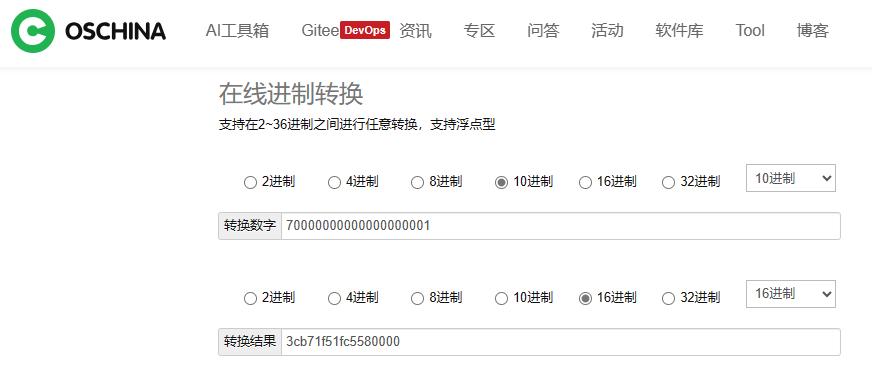 OSCHINA AI工具箱 Gitee DevOps 资讯 专区 问答 活动 软件库 Tool 博客
在线进制转换
支持在2~36进制之间进行任意转换，支持浮点型
2进制 4进制 8进制 10进制 16进制 32进制 10进制
转换数字 70000000000000000001
2进制 4进制 8进制 10进制 16进制 32进制 16进制
转换结果 3cb71f51fc5580000